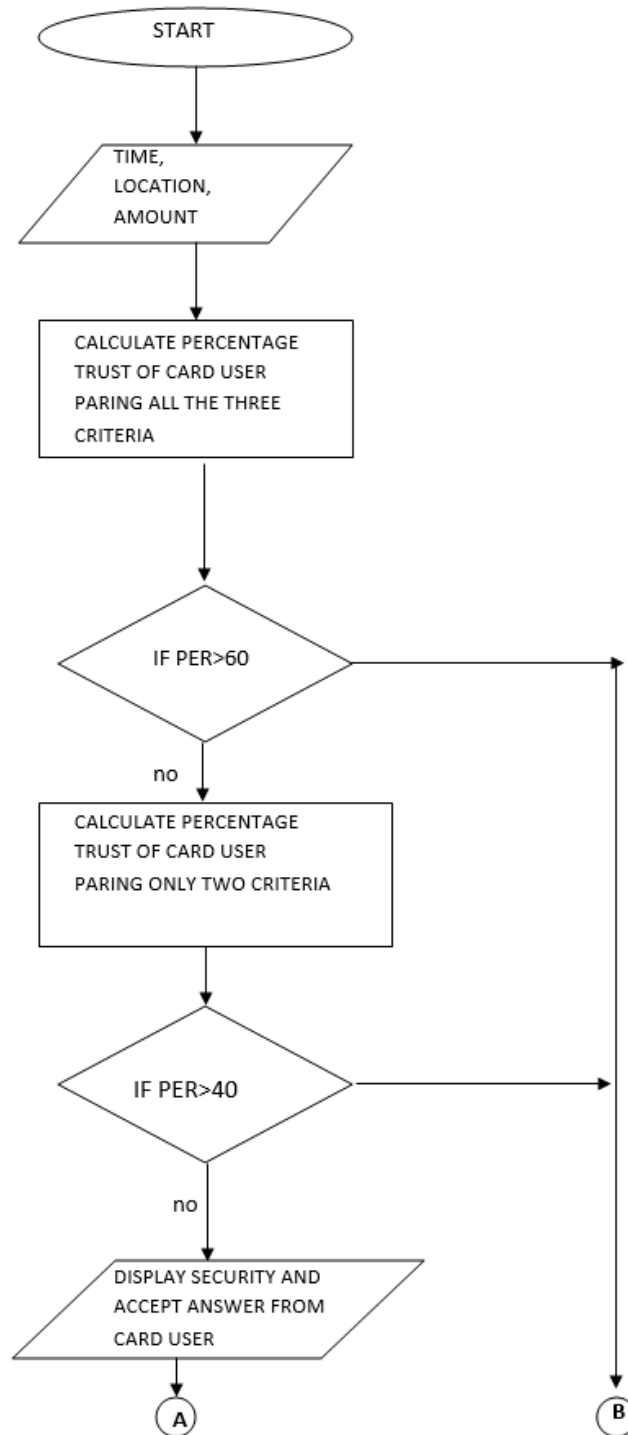 START
TIME,
LOCATION,
AMOUNT
CALCULATE PERCENTAGE
TRUST OF CARD USER
PARING ALL THE THREE
CRITERIA
IF PER>60
no
CALCULATE PERCENTAGE
TRUST OF CARD USER
PARING ONLY TWO CRITERIA
IF PER>40
no
DISPLAY SECURITY AND
ACCEPT ANSWER FROM
CARD USER
A
B